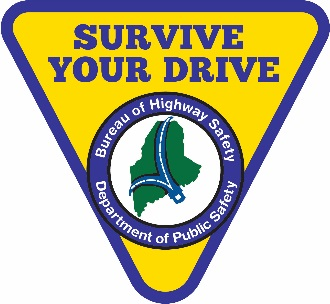 SURVIVE
YOUR DRIVE
Bureau of Highway Safety
Department of Public Safety